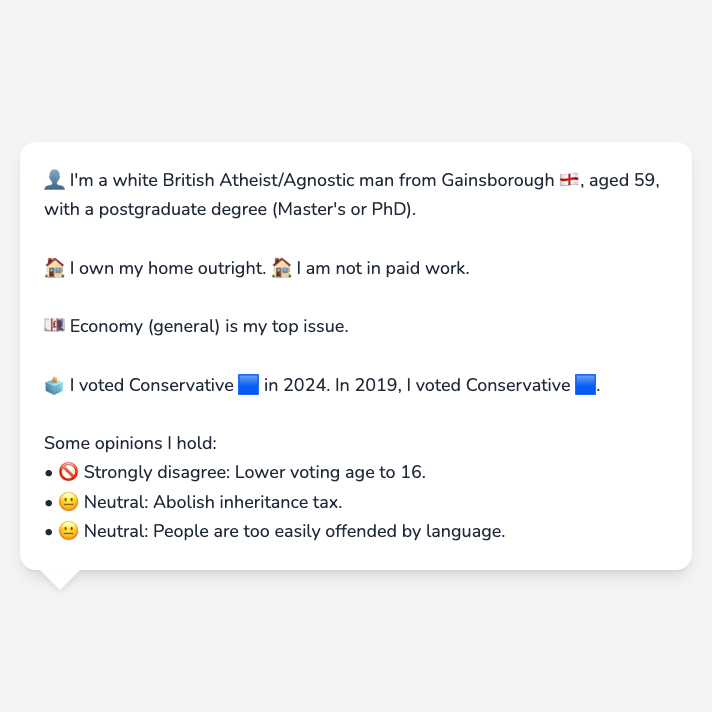 👤 I'm a white British Atheist/Agnostic man from Gainsborough 🏴󠁧󠁢󠁥󠁮󠁧󠁿, aged 59,
with a postgraduate degree (Master's or PhD).
🏠 I own my home outright. 🏠 I am not in paid work.
💷 Economy (general) is my top issue.
🗳️ I voted Conservative 🟦 in 2024. In 2019, I voted Conservative 🟦.
Some opinions I hold:
• 🚫 Strongly disagree: Lower voting age to 16.
• 😐 Neutral: Abolish inheritance tax.
• 😐 Neutral: People are too easily offended by language.